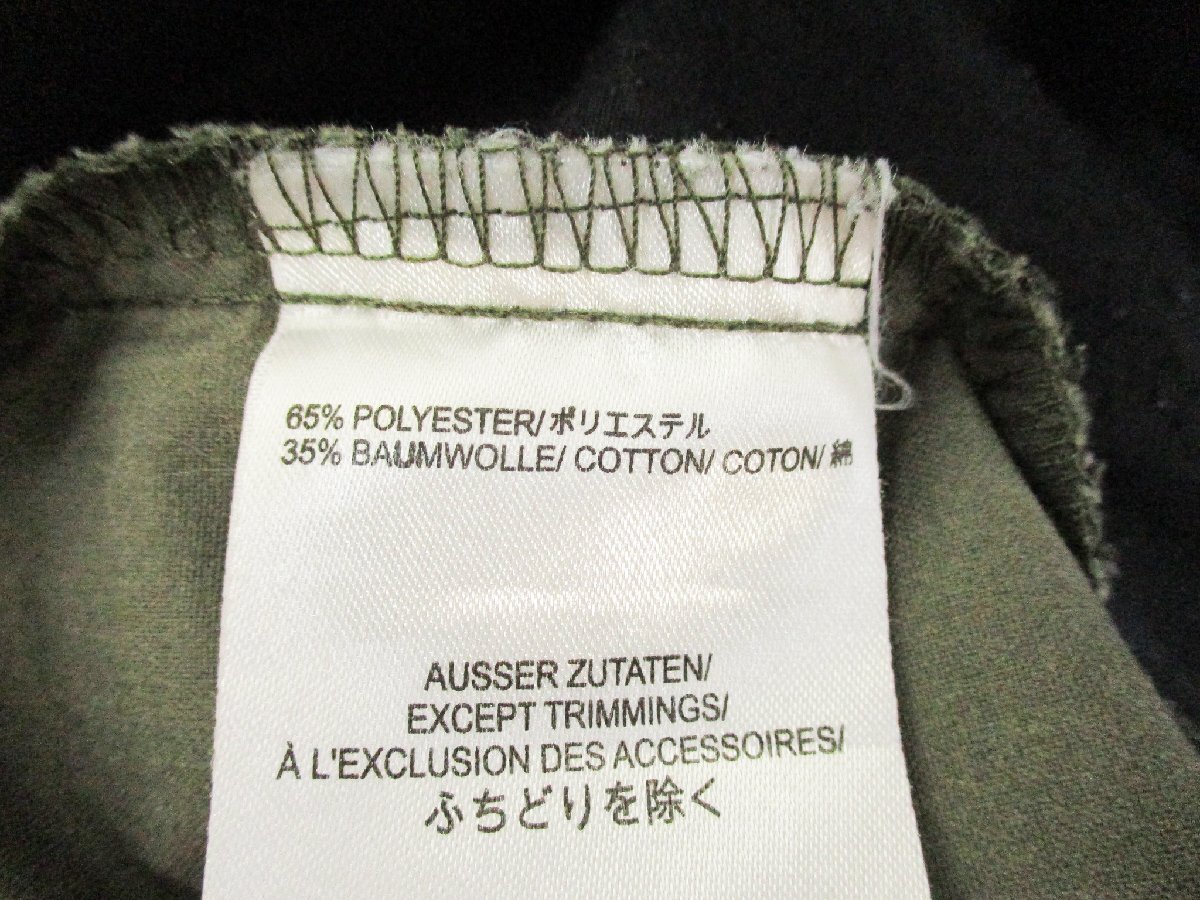 65% POLYESTER/ポリエステル
35% BAUMWOLLE/ COTTON/ COTON/ 綿
AUSSER ZUTATEN/
EXCEPT TRIMMINGS/
À L'EXCLUSION DES ACCESSOIRES/
ふちどりを除く